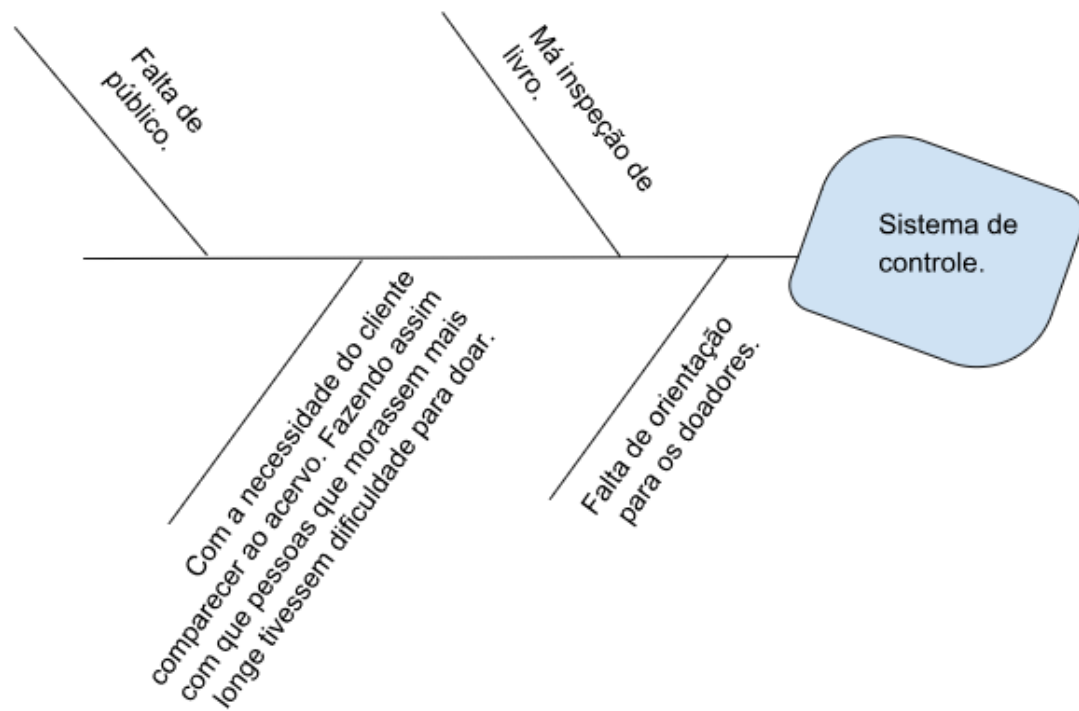 Falta de
público.
Má inspeção de
livro.
Sistema de
controle.
Com a necessidade do cliente
comparecer ao acervo. Fazendo assim
com que pessoas que morassem mais
longe tivessem dificuldade para doar.
Falta de orientação
para os doadores.